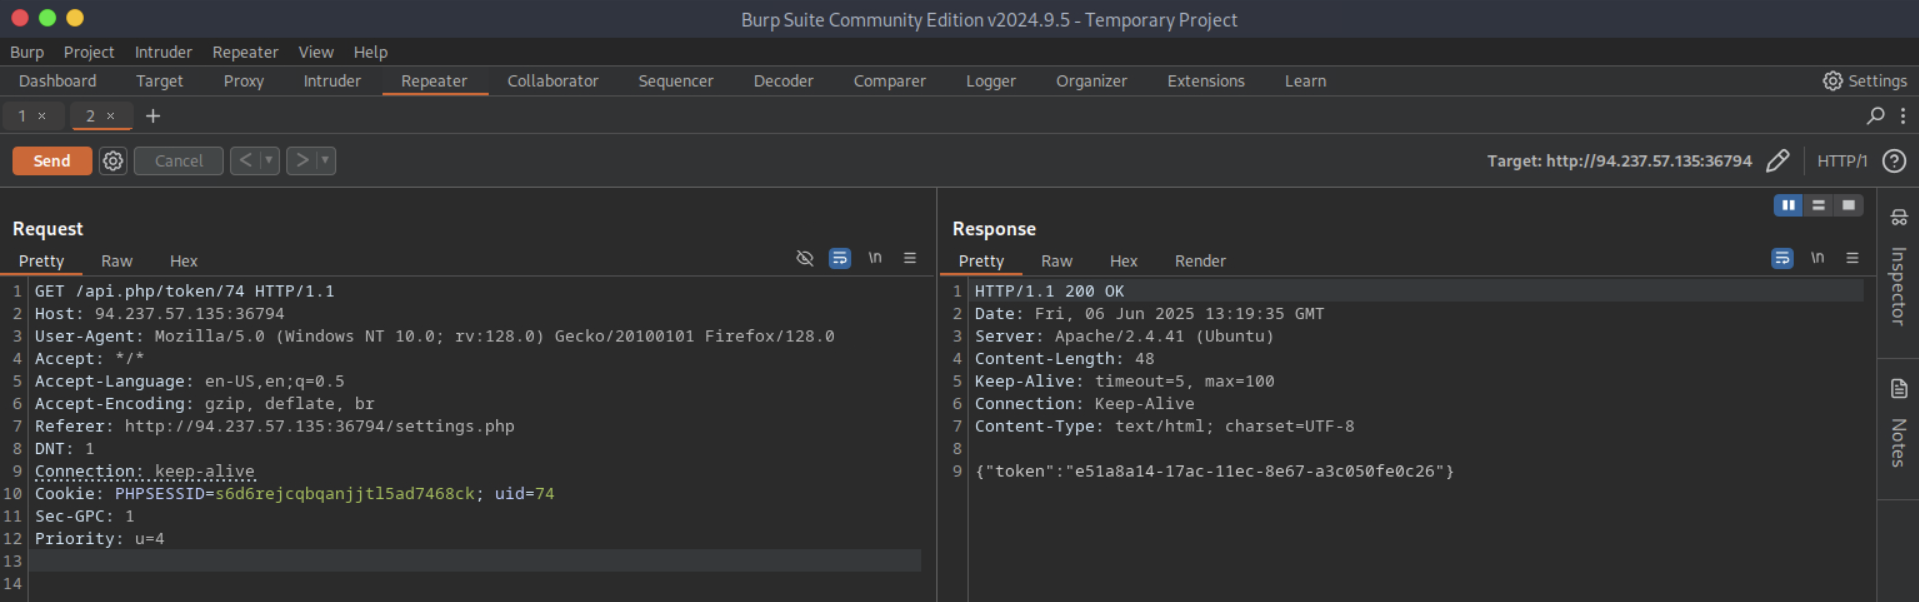 Burp Suite Community Edition v2024.9.5 - Temporary Project
Burp Project Intruder Repeater View Help
Dashboard Target Proxy Intruder Repeater Collaborator Sequencer Decoder Comparer Logger Organizer Extensions Learn Settings
1 × 2 × +
Send Cancel < > Target: http://94.237.57.135:36794 HTTP/1 ?
Request
Pretty Raw Hex \n
1 GET /api.php/token/74 HTTP/1.1
2 Host: 94.237.57.135:36794
3 User-Agent: Mozilla/5.0 (Windows NT 10.0; rv:128.0) Gecko/20100101 Firefox/128.0
4 Accept: */*
5 Accept-Language: en-US,en;q=0.5
6 Accept-Encoding: gzip, deflate, br
7 Referer: http://94.237.57.135:36794/settings.php
8 DNT: 1
9 Connection: keep-alive
10 Cookie: PHPSESSID=s6d6rejcqbqanjjtl5ad7468ck; uid=74
11 Sec-GPC: 1
12 Priority: u=4
13
14
Response
Pretty Raw Hex Render \n
1 HTTP/1.1 200 OK
2 Date: Fri, 06 Jun 2025 13:19:35 GMT
3 Server: Apache/2.4.41 (Ubuntu)
4 Content-Length: 48
5 Keep-Alive: timeout=5, max=100
6 Connection: Keep-Alive
7 Content-Type: text/html; charset=UTF-8
8
9 {"token":"e51a8a14-17ac-11ec-8e67-a3c050fe0c26"}
Inspector
Notes